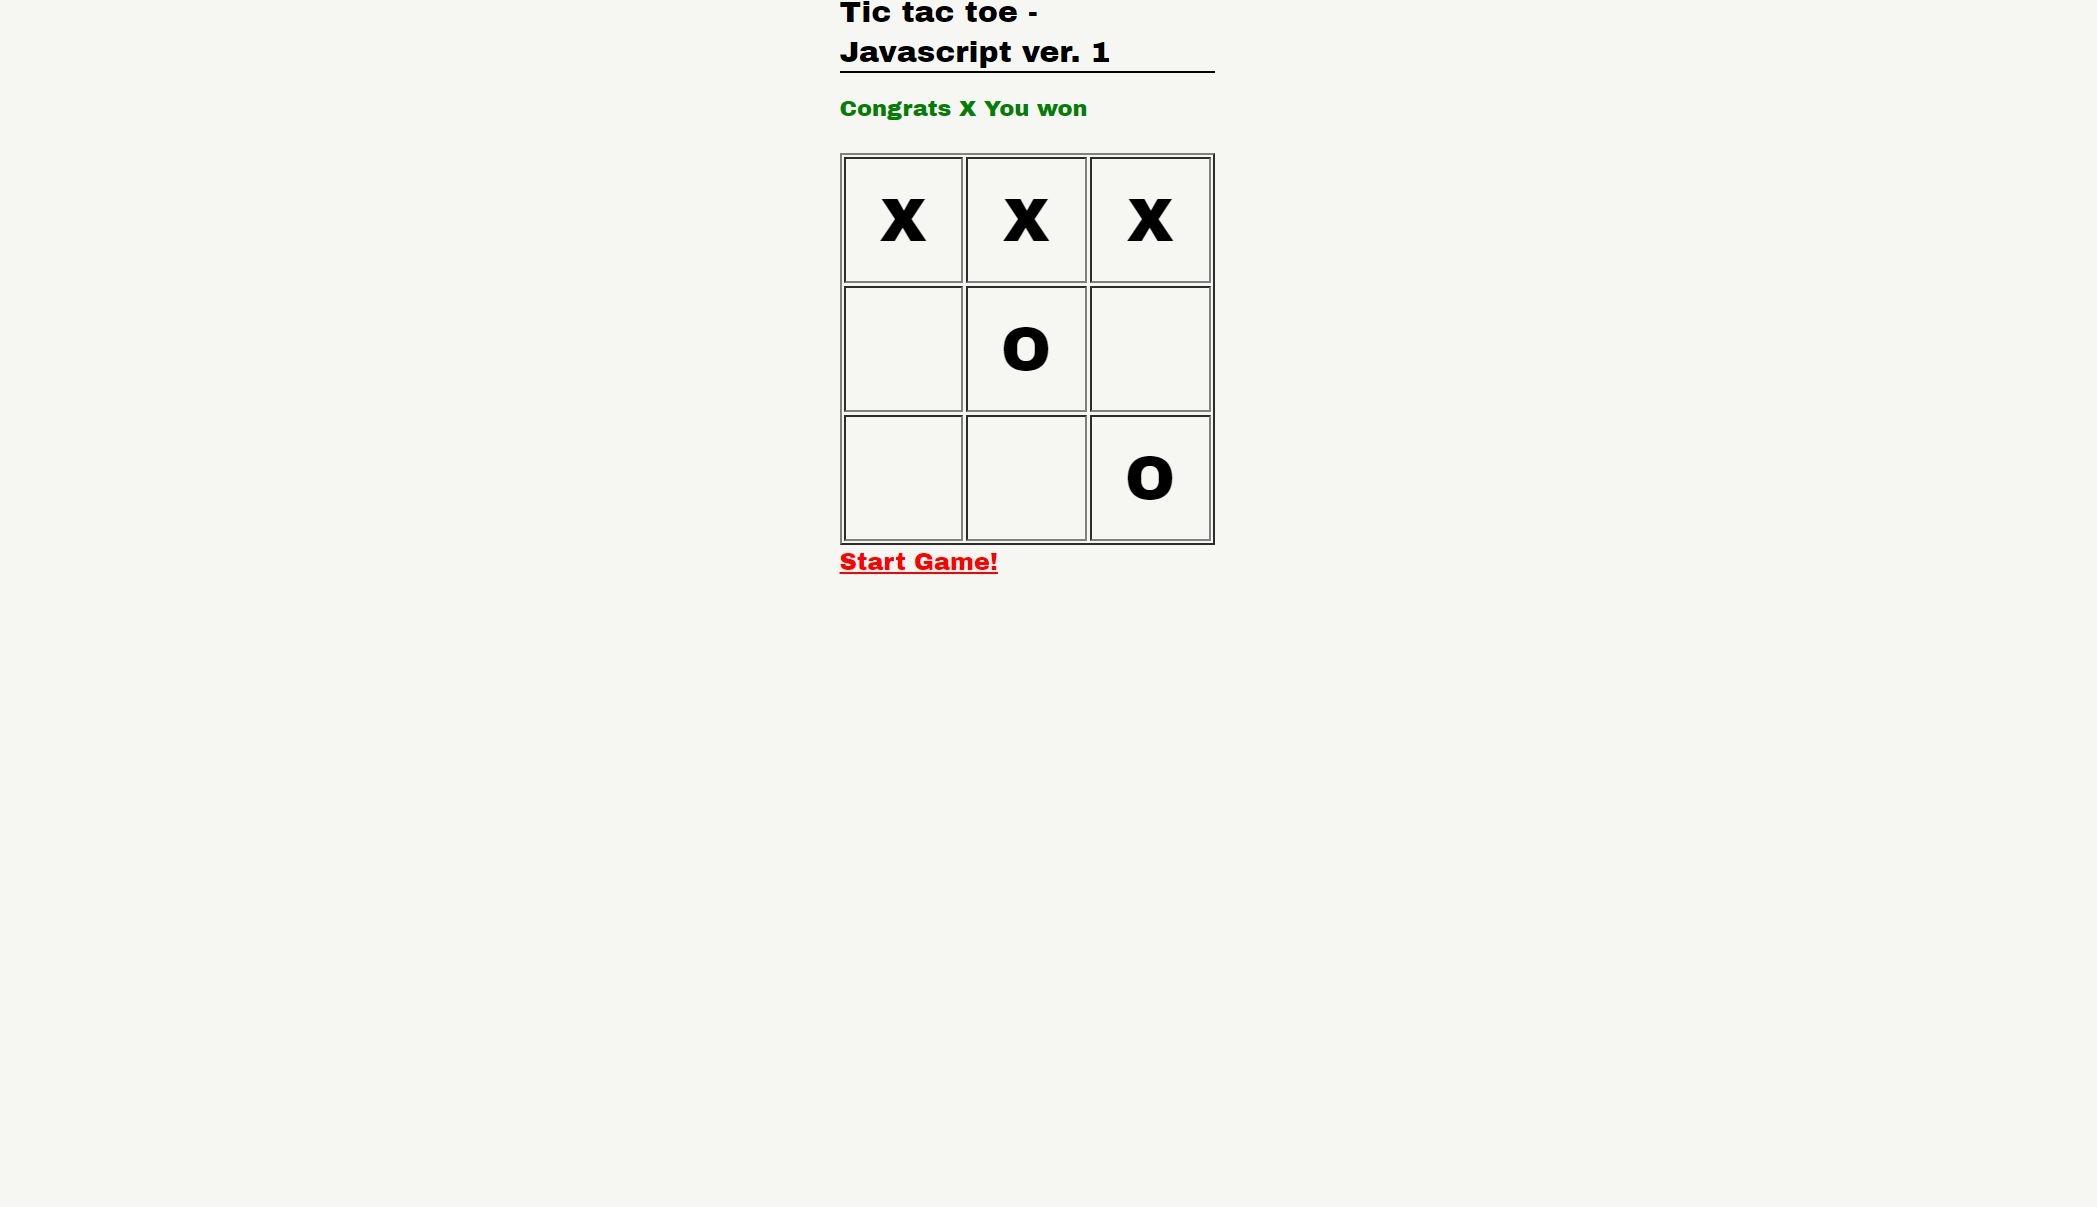 Tic tac toe -
Javascript ver. 1
Congrats X You won
X X X
O
O
Start Game!